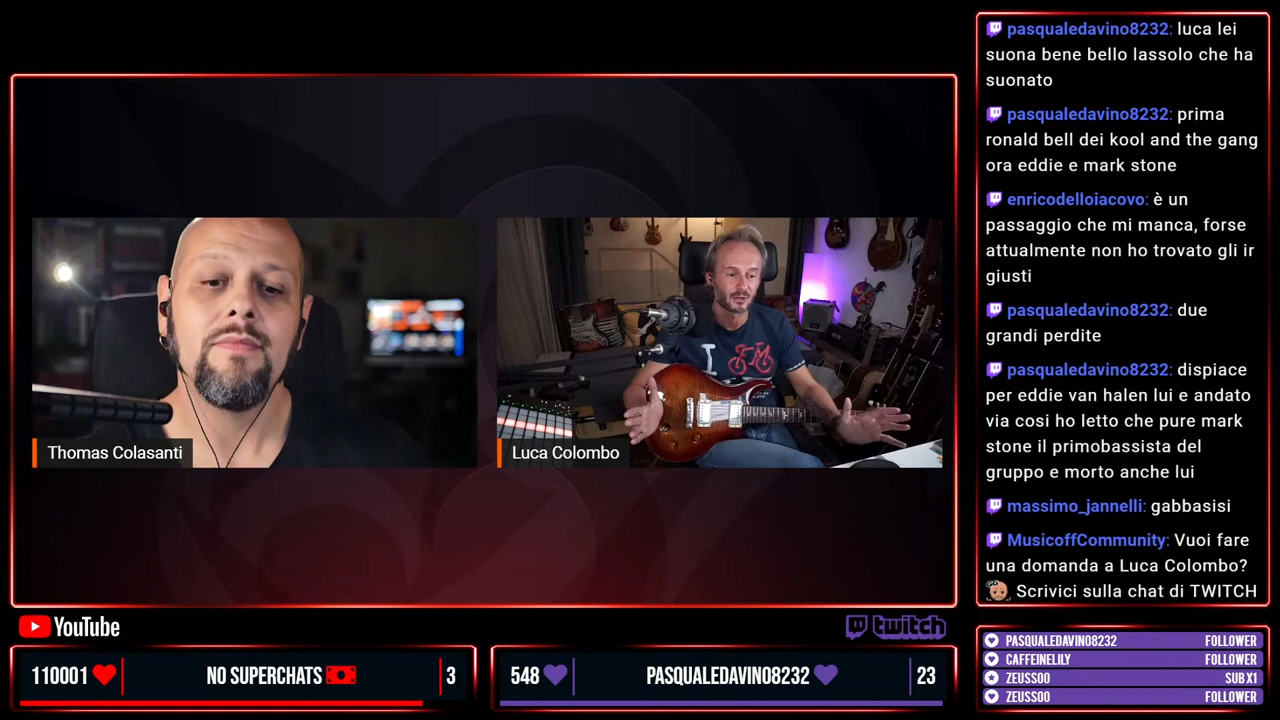 pasqualedavino8232: luca lei
suona bene bello lassolo che ha
suonato
pasqualedavino8232: prima
ronald bell dei kool and the gang
ora eddie e mark stone
enricodelloiacovo: è un
passaggio che mi manca, forse
attualmente non ho trovato gli ir
giusti
pasqualedavino8232: due
grandi perdite
pasqualedavino8232: dispiace
per eddie van halen lui e andato
via cosi ho letto che pure mark
stone il primobassista del
gruppo e morto anche lui
massimo_jannelli: gabbasisi
MusicoffCommunity: Vuoi fare
una domanda a Luca Colombo?
Scrivici sulla chat di TWITCH
I
Thomas Colasanti
Luca Colombo
YouTube
twitch
110001
NO SUPERCHATS
3
548
PASQUALEDAVINO8232
23
PASQUALEDAVINO8232 FOLLOWER
CAFFEINELILY FOLLOWER
ZEUSS00 SUB X1
ZEUSS00 FOLLOWER